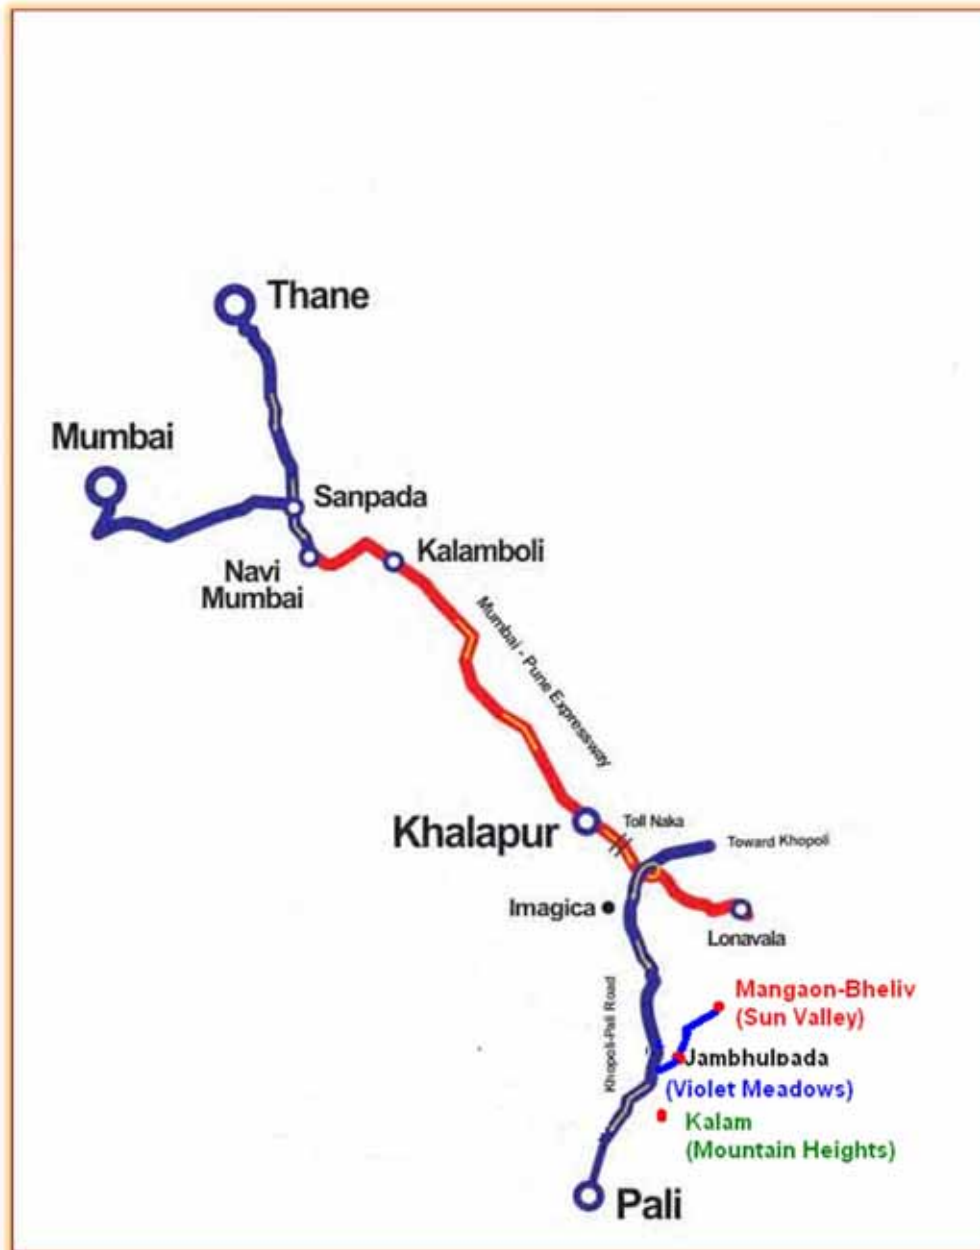 Thane
Mumbai
Sanpada
Navi
Mumbai
Kalamboli
Mumbai - Pune Expressway
Khalapur
Toll Naka
Toward Khopoli
Imagica
Lonavala
Khopoli-Pali Road
Mangaon-Bheliv
(Sun Valley)
Jambhulpada
(Violet Meadows)
Kalam
(Mountain Heights)
Pali